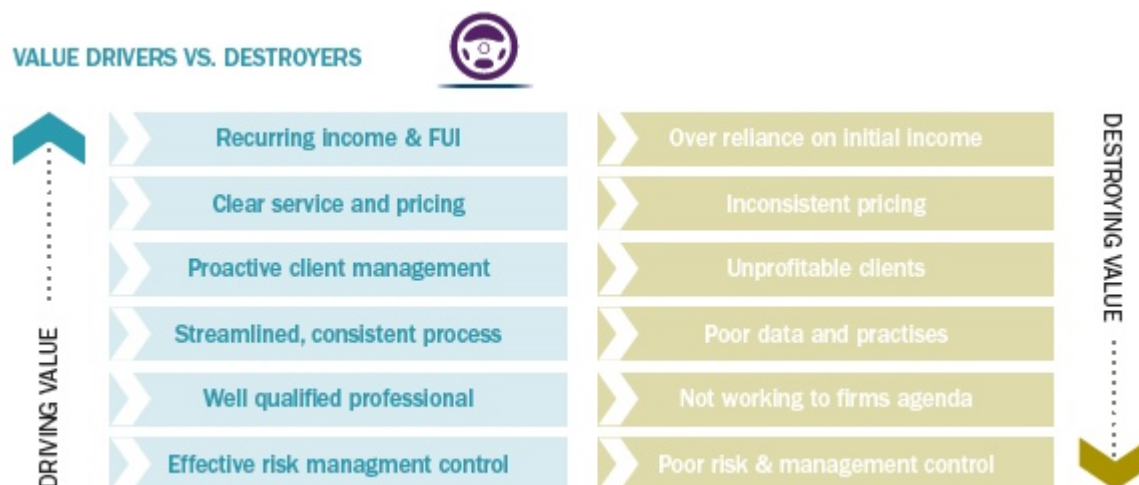 VALUE DRIVERS VS. DESTROYERS
Recurring income & FUI
Over reliance on initial income
Clear service and pricing
Inconsistent pricing
Proactive client management
Unprofitable clients
Streamlined, consistent process
Poor data and practises
Well qualified professional
Not working to firms agenda
Effective risk managment control
Poor risk & management control
DRIVING VALUE
DESTROYING VALUE